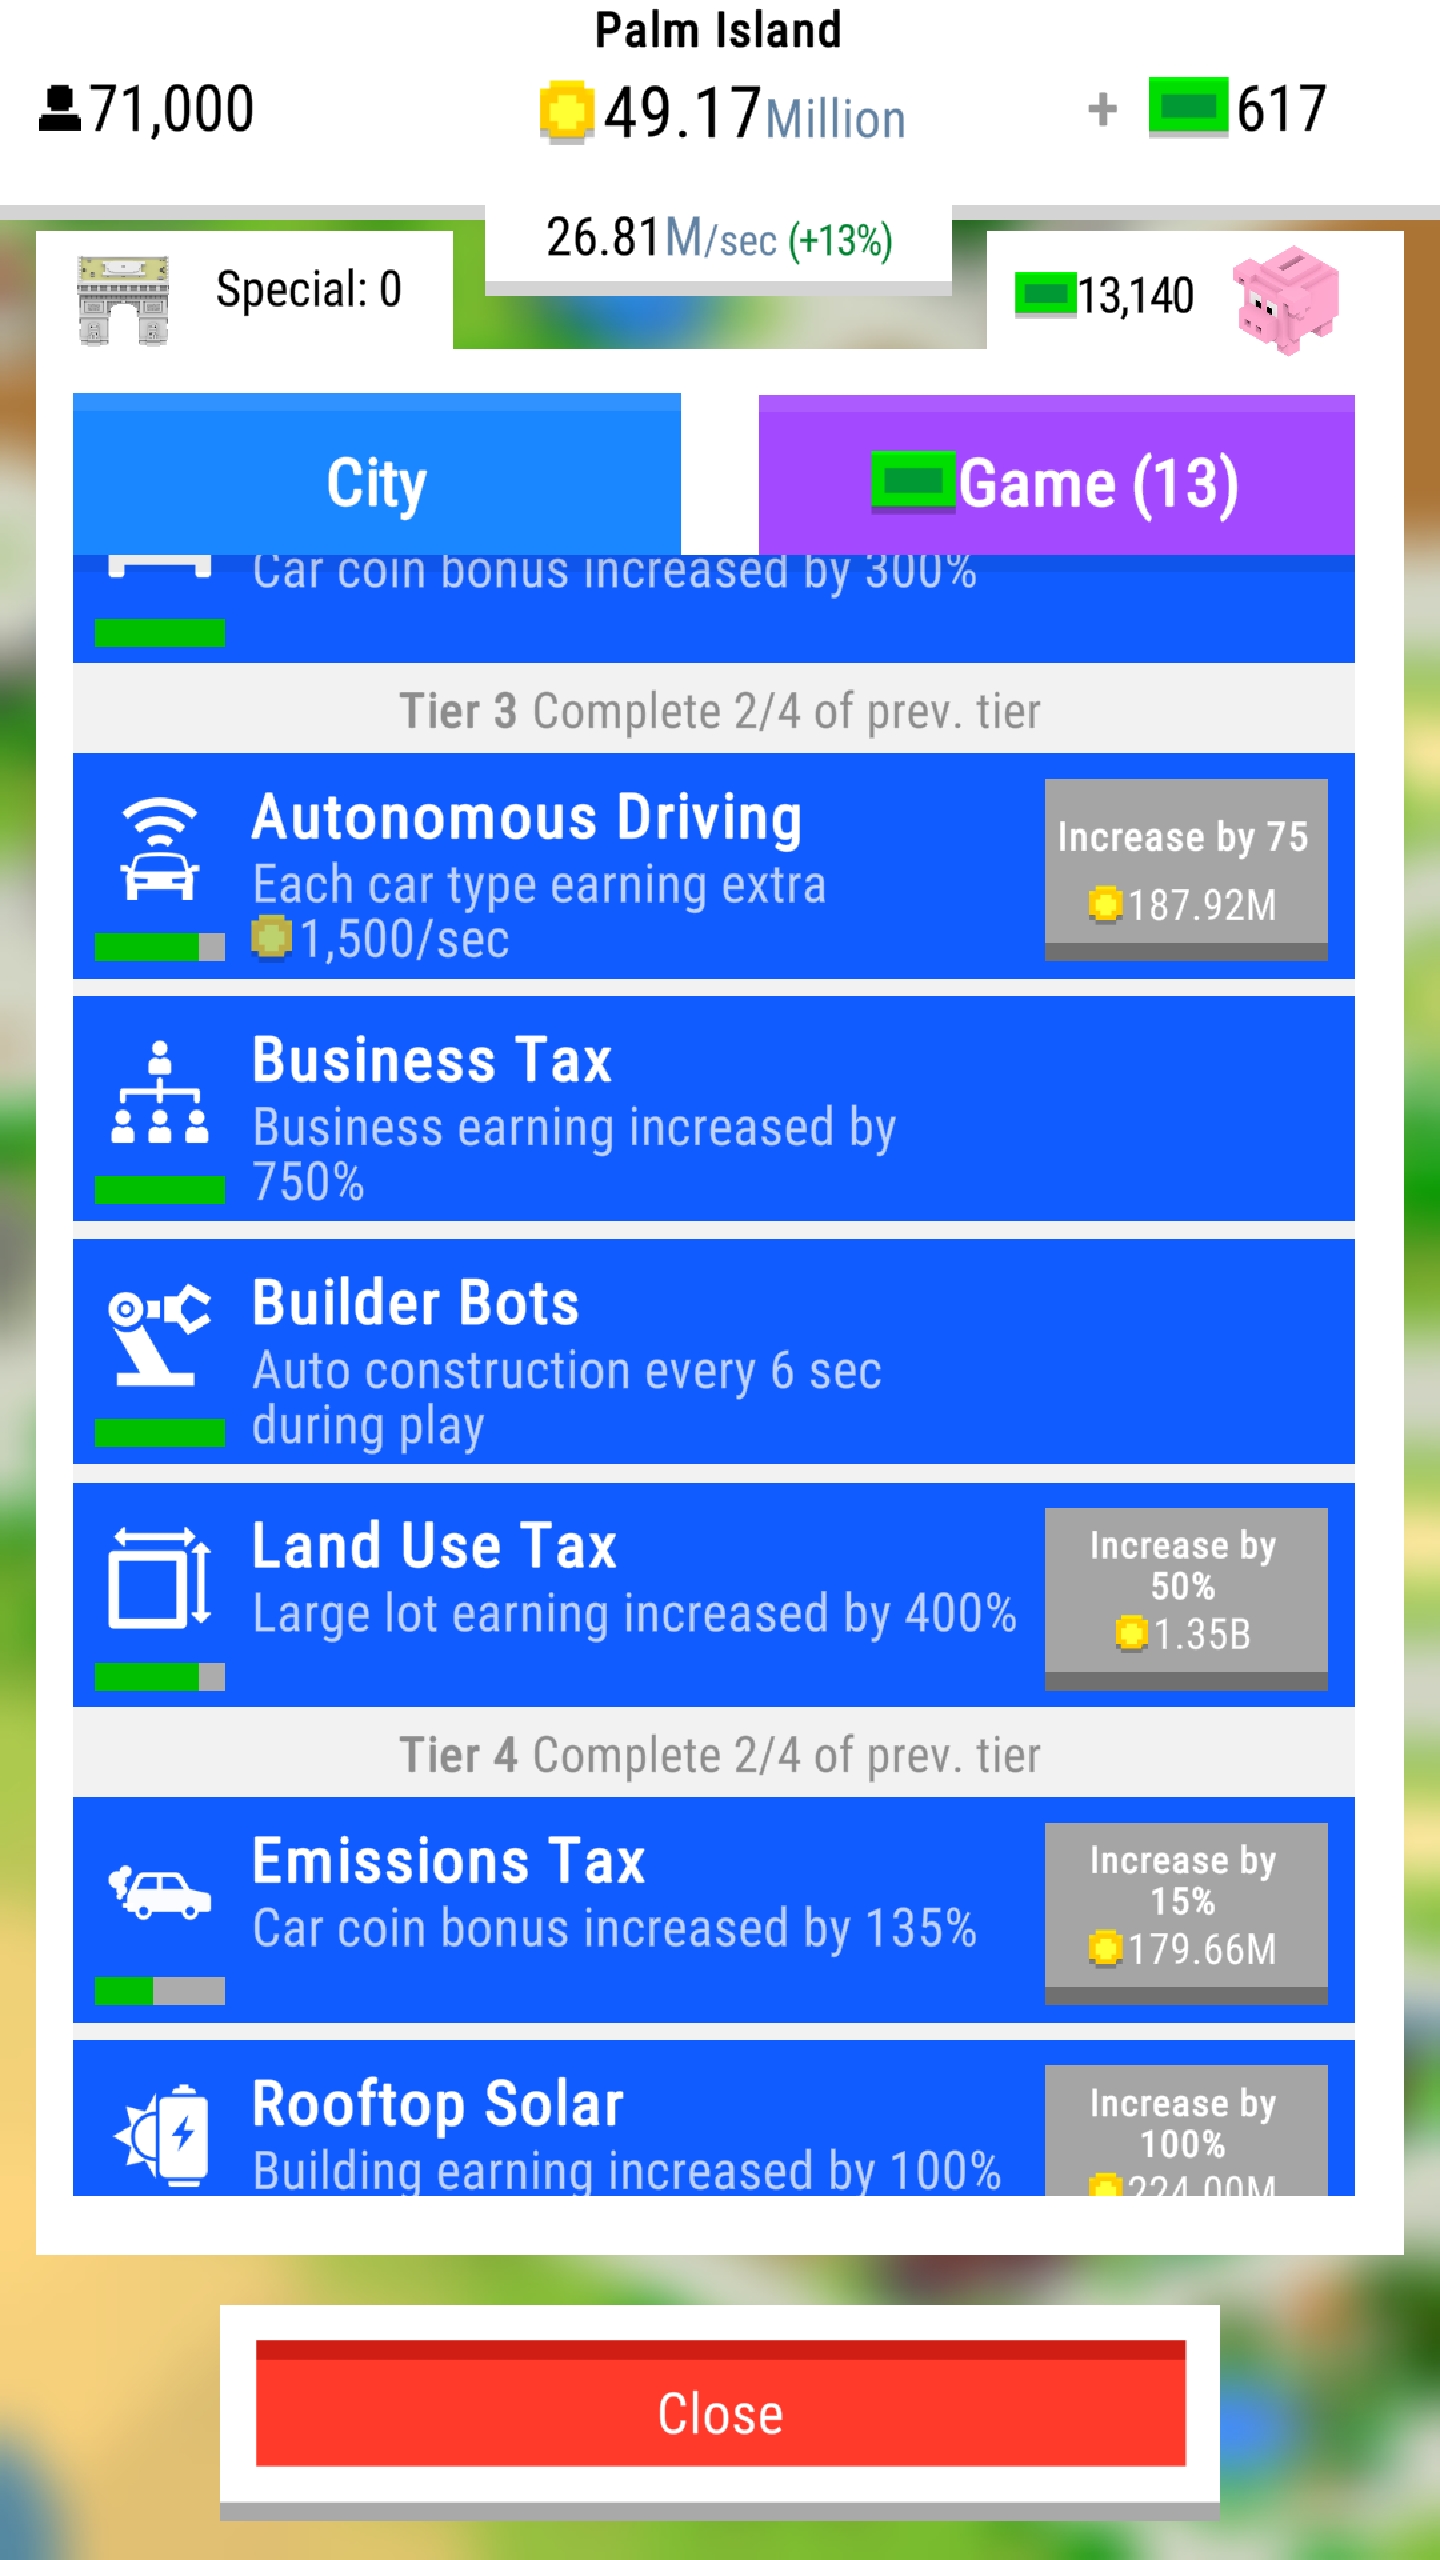 Palm Island
71,000
49.17Million
+ 617
26.81M/sec (+13%)
Special: 0
13,140
City
Game (13)
Car coin bonus increased by 300%
Tier 3 Complete 2/4 of prev. tier
Autonomous Driving
Each car type earning extra
1,500/sec
Increase by 75
187.92M
Business Tax
Business earning increased by
750%
Builder Bots
Auto construction every 6 sec
during play
Land Use Tax
Large lot earning increased by 400%
Increase by
50%
1.35B
Tier 4 Complete 2/4 of prev. tier
Emissions Tax
Car coin bonus increased by 135%
Increase by
15%
179.66M
Rooftop Solar
Building earning increased by 100%
Increase by
100%
224.00M
Close